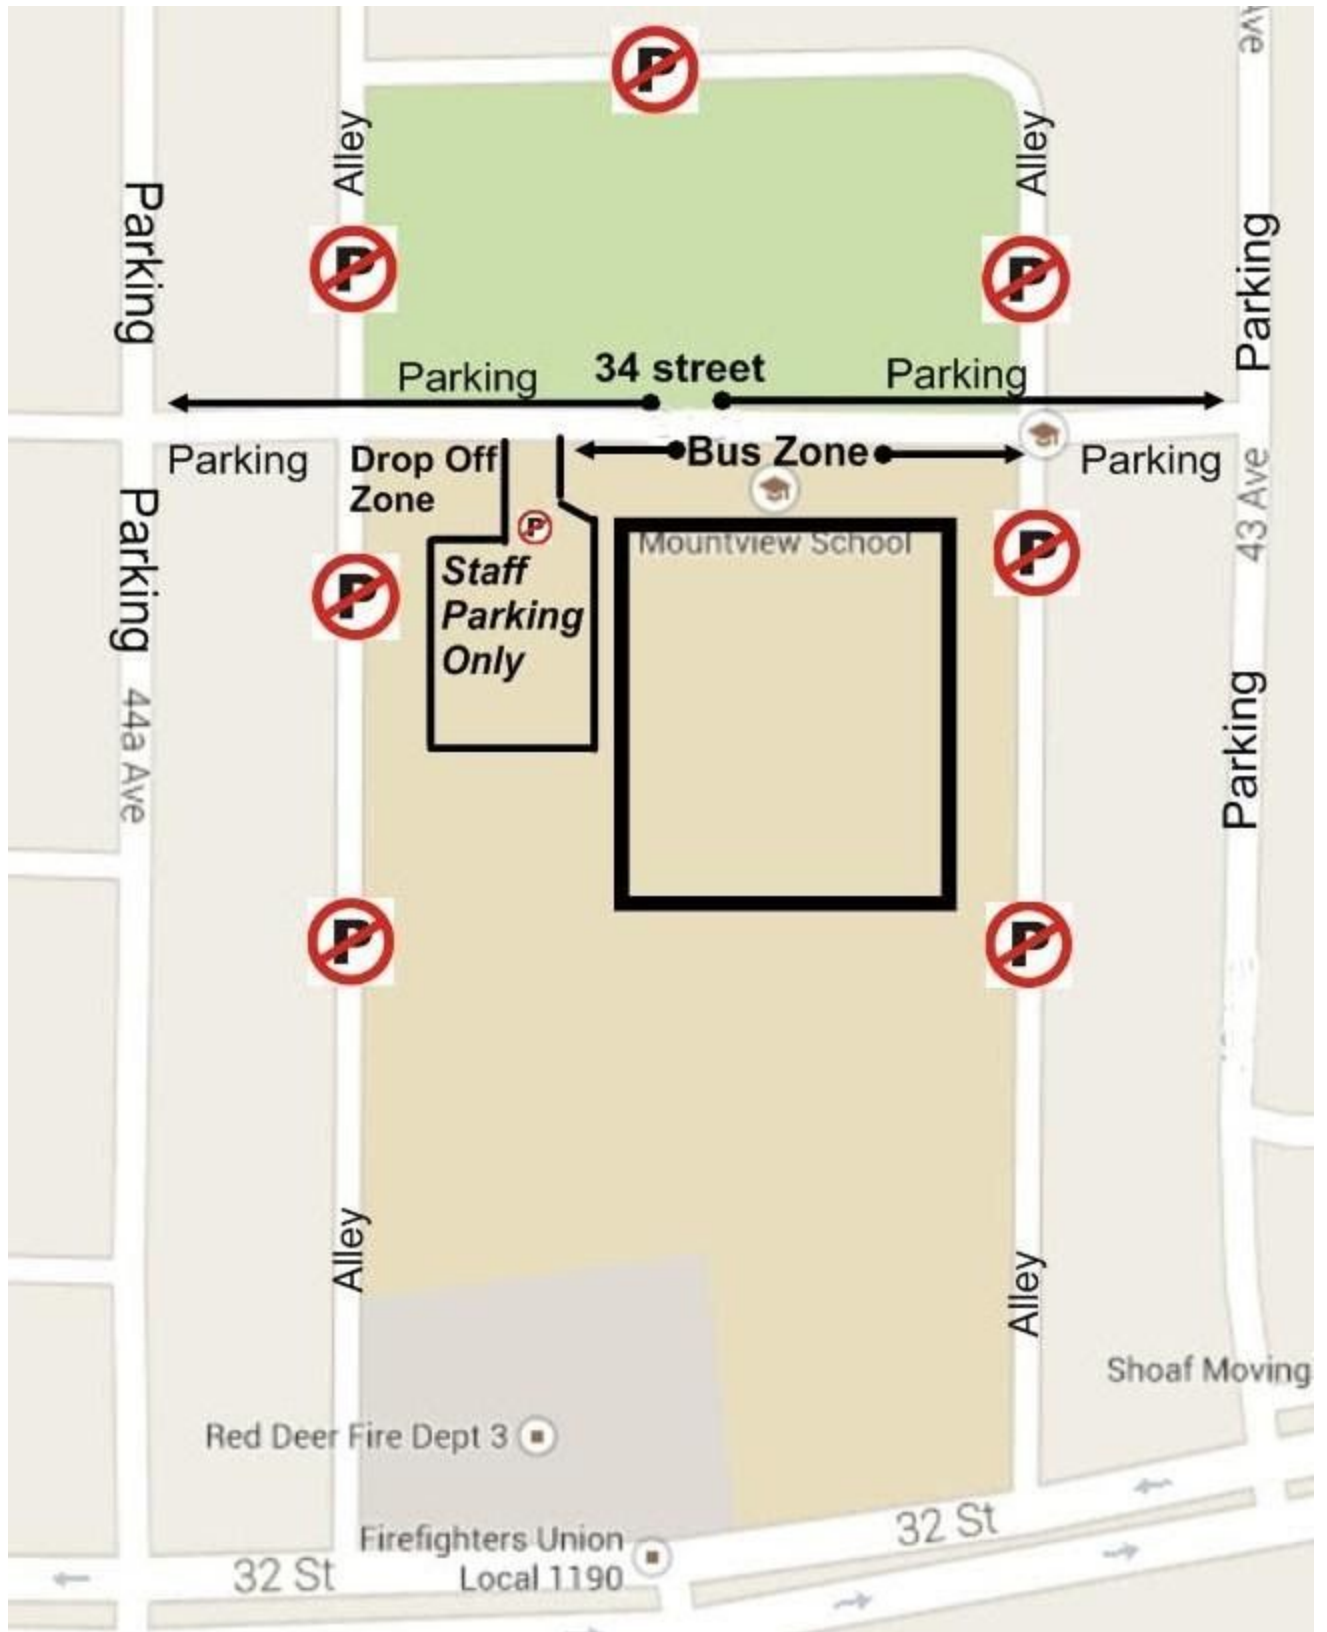 ave
P
Alley
Alley
Parking
Parking
P
P
34 street
Parking
Parking
Parking
Drop Off
Zone
Bus Zone
Parking
Parking
43 Ave
P
Mountview School
P
P
Staff
Parking
Only
44a Ave
Parking
P
P
Alley
Alley
Shoaf Moving
Red Deer Fire Dept 3
32 St
Firefighters Union
Local 1190
32 St